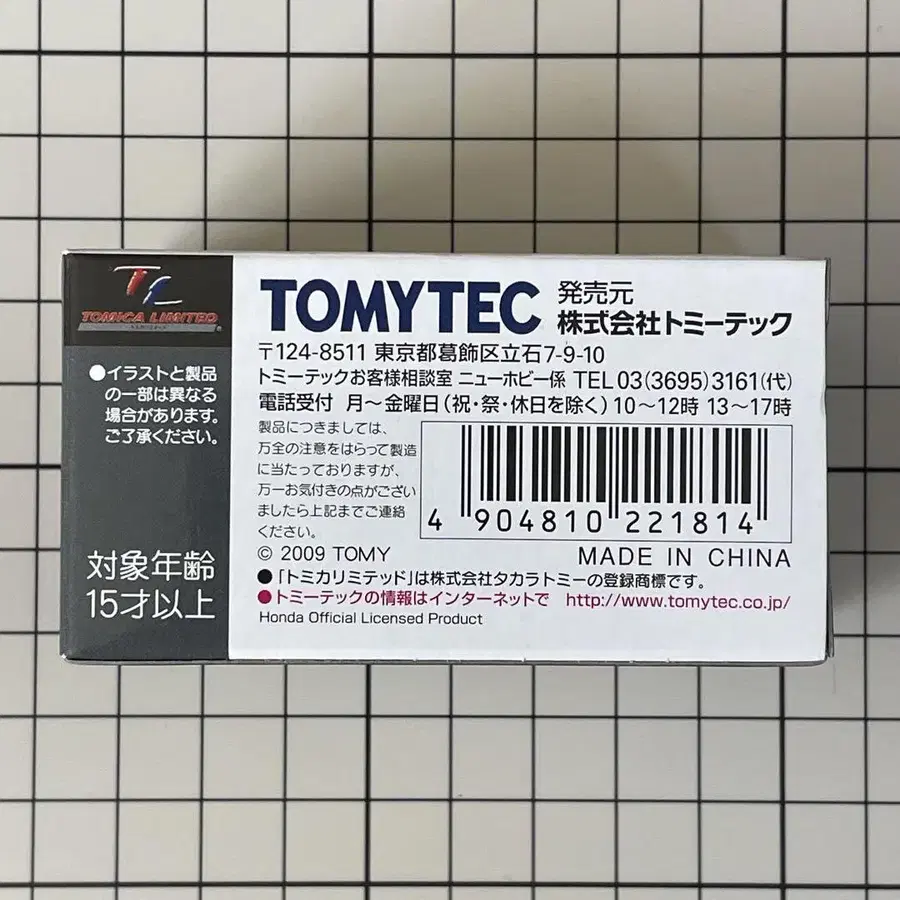 TL
TOMICA LIMITED
●イラストと製品
の一部は異なる
場合があります。
ご了承ください。
対象年齢
15才以上
TOMYTEC
発売元
株式会社トミーテック
〒124-8511 東京都葛飾区立石7-9-10
トミーテックお客様相談室 ニューホビー係 TEL 03(3695)3161(代)
電話受付 月～金曜日(祝・祭・休日を除く)10～12時 13～17時
製品につきましては、
万全の注意をはらって製造
に当たっておりますが、
万一お気付きの点がござい
ましたら上記までご連絡
ください。
4 904810 221814
© 2009 TOMY
MADE IN CHINA
●「トミカリミテッド」は株式会社タカラトミーの登録商標です。
●トミーテックの情報はインターネットで http://www.tomytec.co.jp/
Honda Official Licensed Product